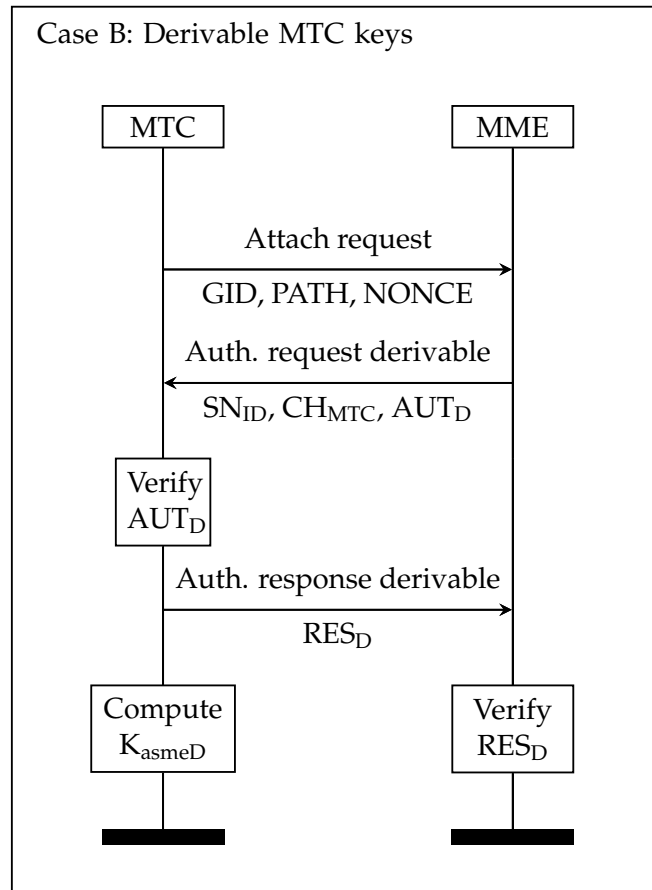 Case B: Derivable MTC keys
MTC
MME
Attach request
GID, PATH, NONCE
Auth. request derivable
SN_ID, CH_MTC, AUT_D
Verify
AUT_D
Auth. response derivable
RES_D
Compute
K_asmeD
Verify
RES_D